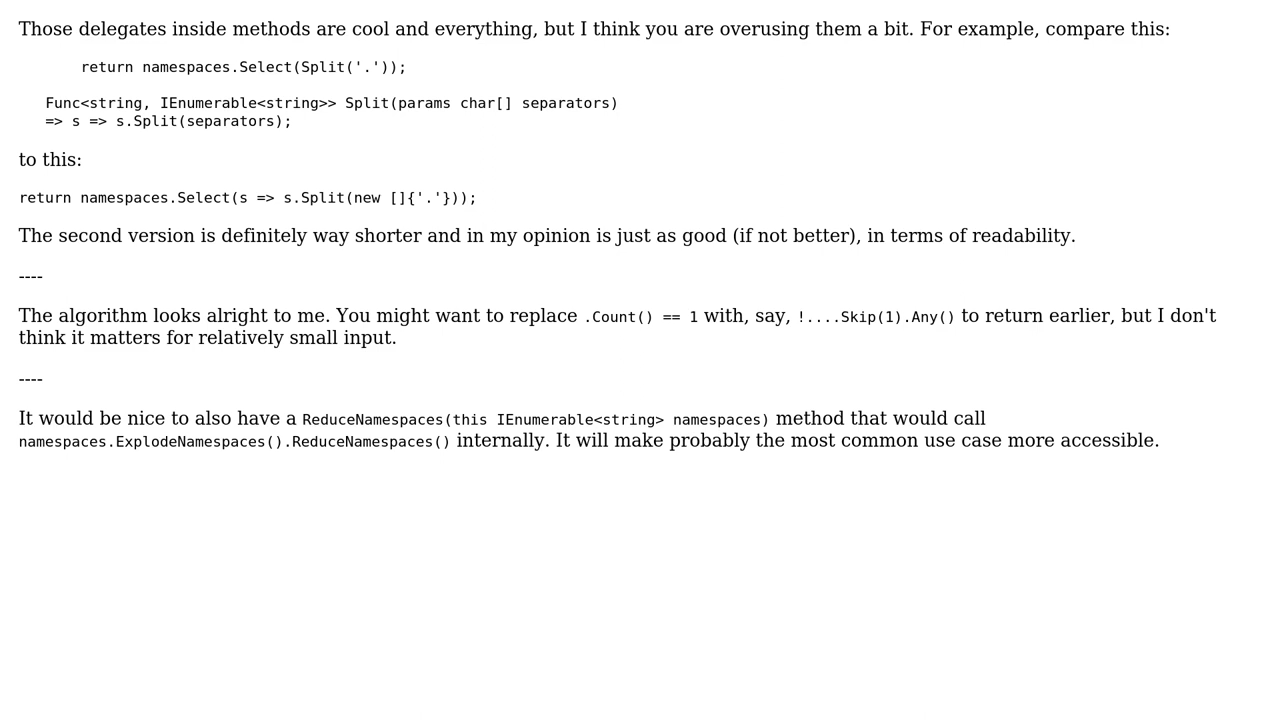 Those delegates inside methods are cool and everything, but I think you are overusing them a bit. For example, compare this:
return namespaces.Select(Split('.'));
Func<string, IEnumerable<string>> Split(params char[] separators)
=> s => s.Split(separators);
to this:
return namespaces.Select(s => s.Split(new []{'.'}));
The second version is definitely way shorter and in my opinion is just as good (if not better), in terms of readability.
----
The algorithm looks alright to me. You might want to replace .Count() == 1 with, say, !....Skip(1).Any() to return earlier, but I don't
think it matters for relatively small input.
----
It would be nice to also have a ReduceNamespaces(this IEnumerable<string> namespaces) method that would call
namespaces.ExplodeNamespaces().ReduceNamespaces() internally. It will make probably the most common use case more accessible.